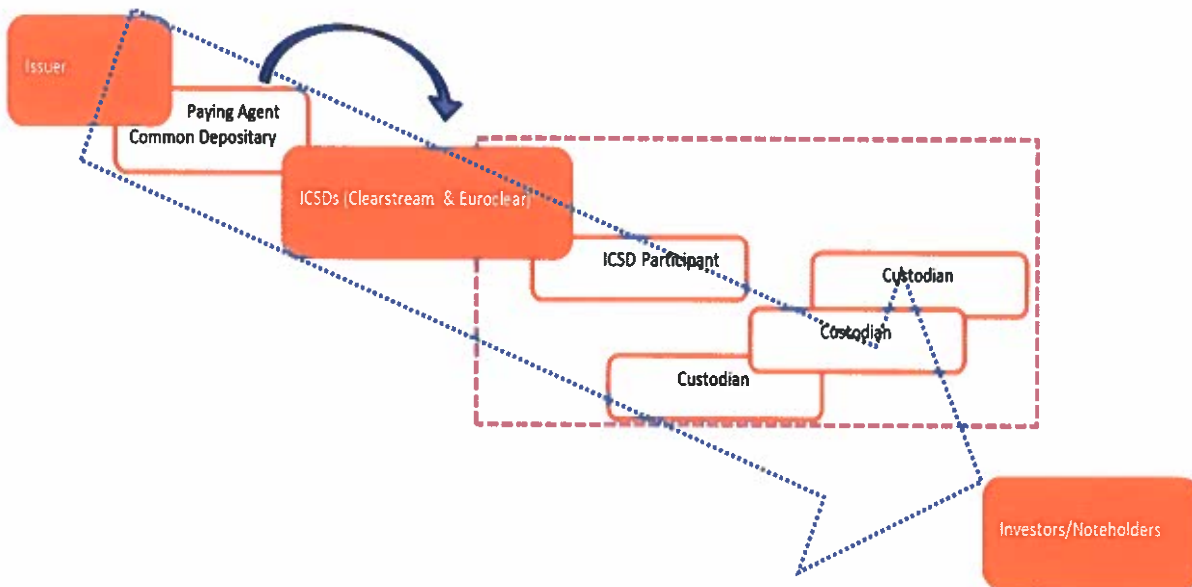 Issuer
Paying Agent
Common Depositary
ICSDs (Clearstream & Euroclear)
ICSD Participant
Custodian
Custodian
Custodian
Investors/Noteholders